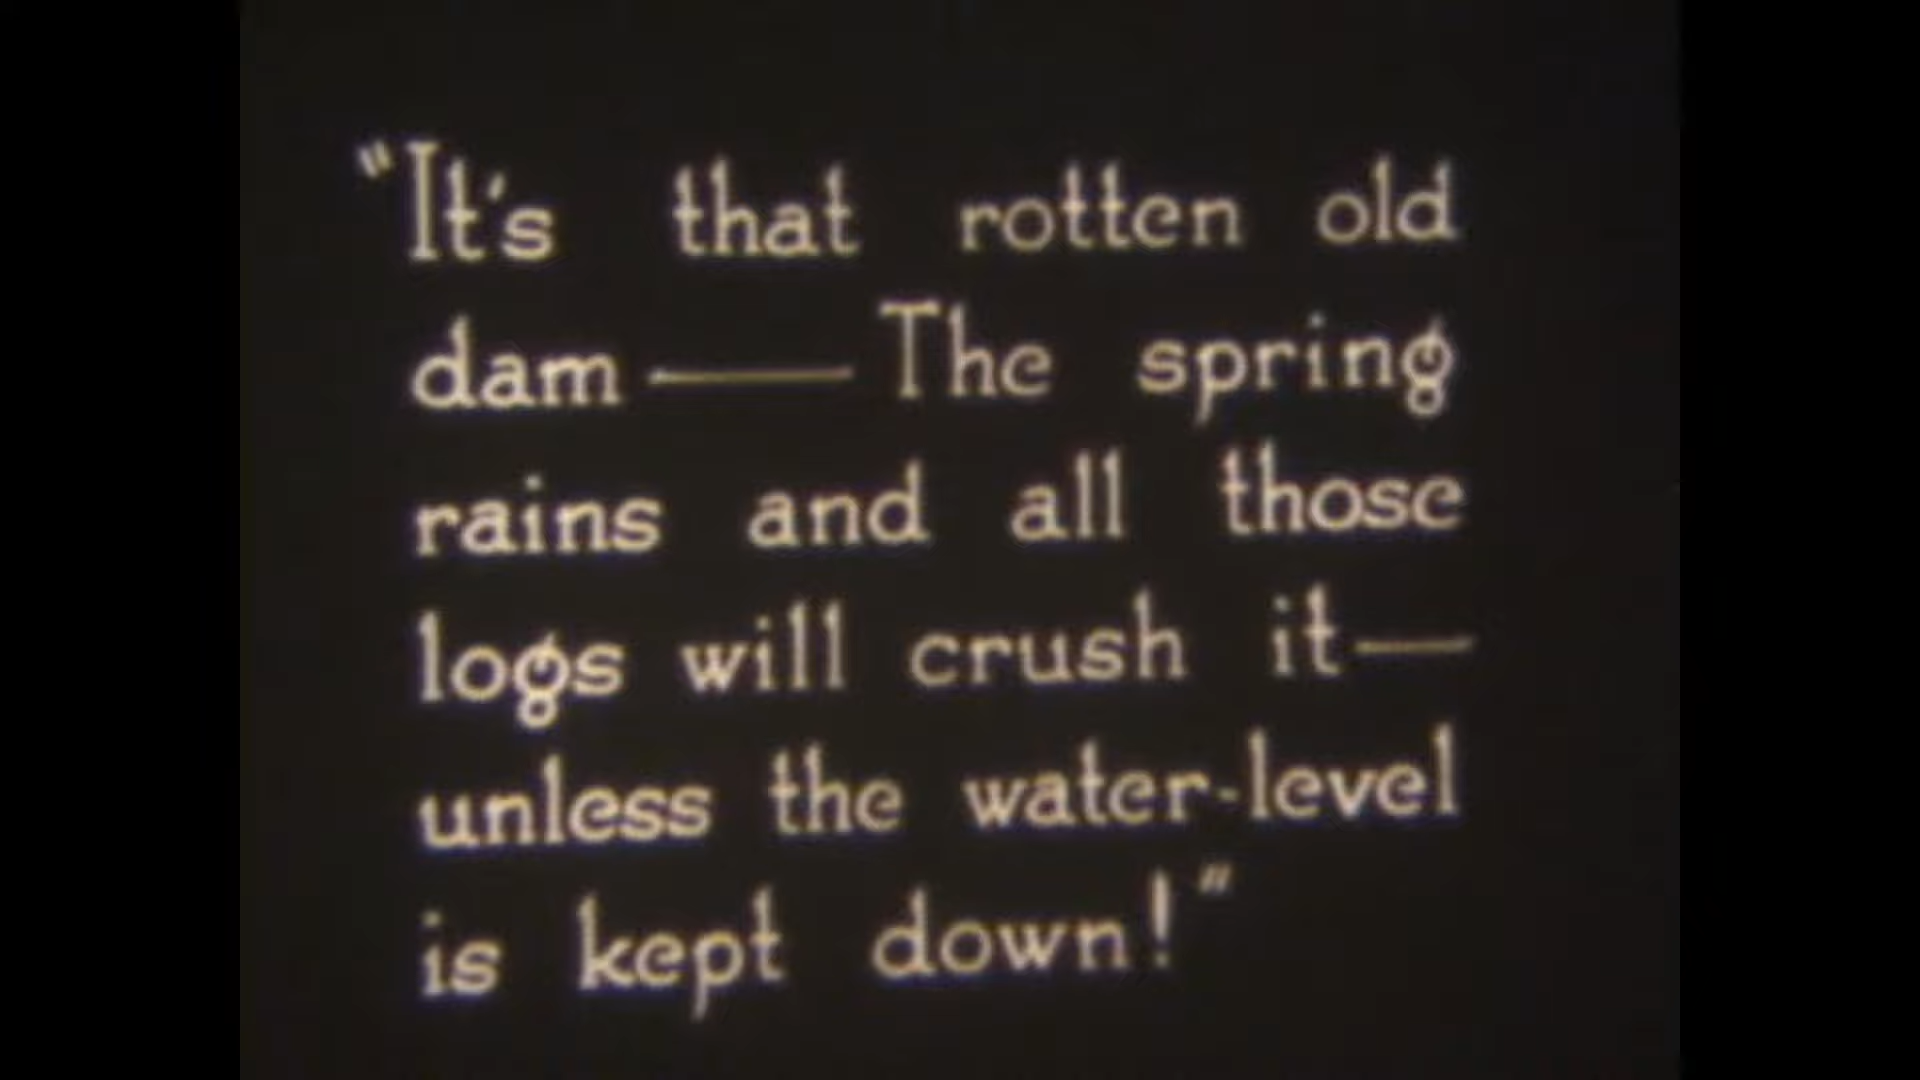 "It's that rotten old
dam — The spring
rains and all those
logs will crush it—
unless the water-level
is kept down!"